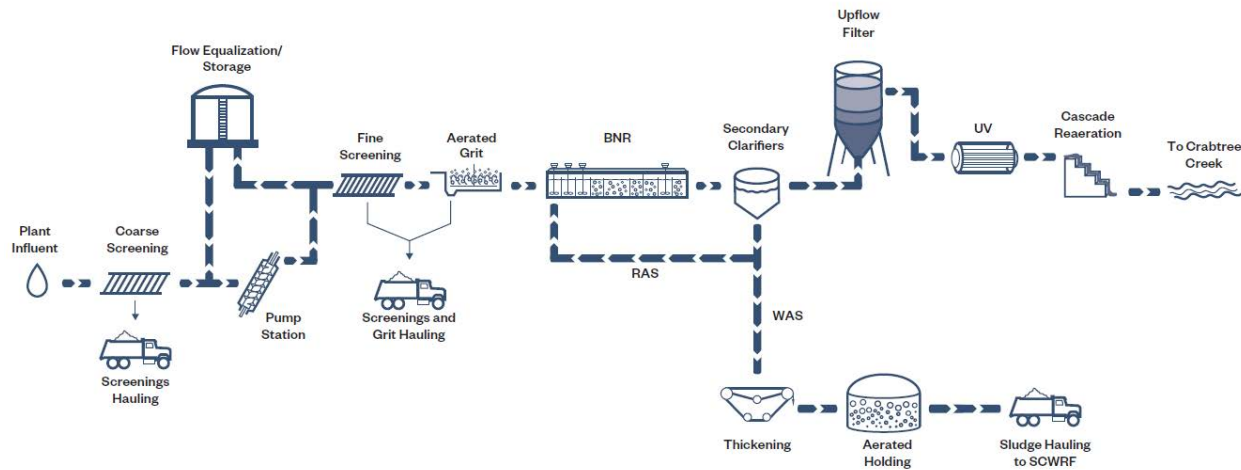 Flow Equalization/
Storage
Fine
Screening
Aerated
Grit
BNR
Secondary
Clarifiers
Upflow
Filter
UV
Cascade
Reaeration
To Crabtree
Creek
Plant
Influent
Coarse
Screening
Pump
Station
Screenings
Hauling
Screenings and
Grit Hauling
RAS
WAS
Thickening
Aerated
Holding
Sludge Hauling
to SCWRF